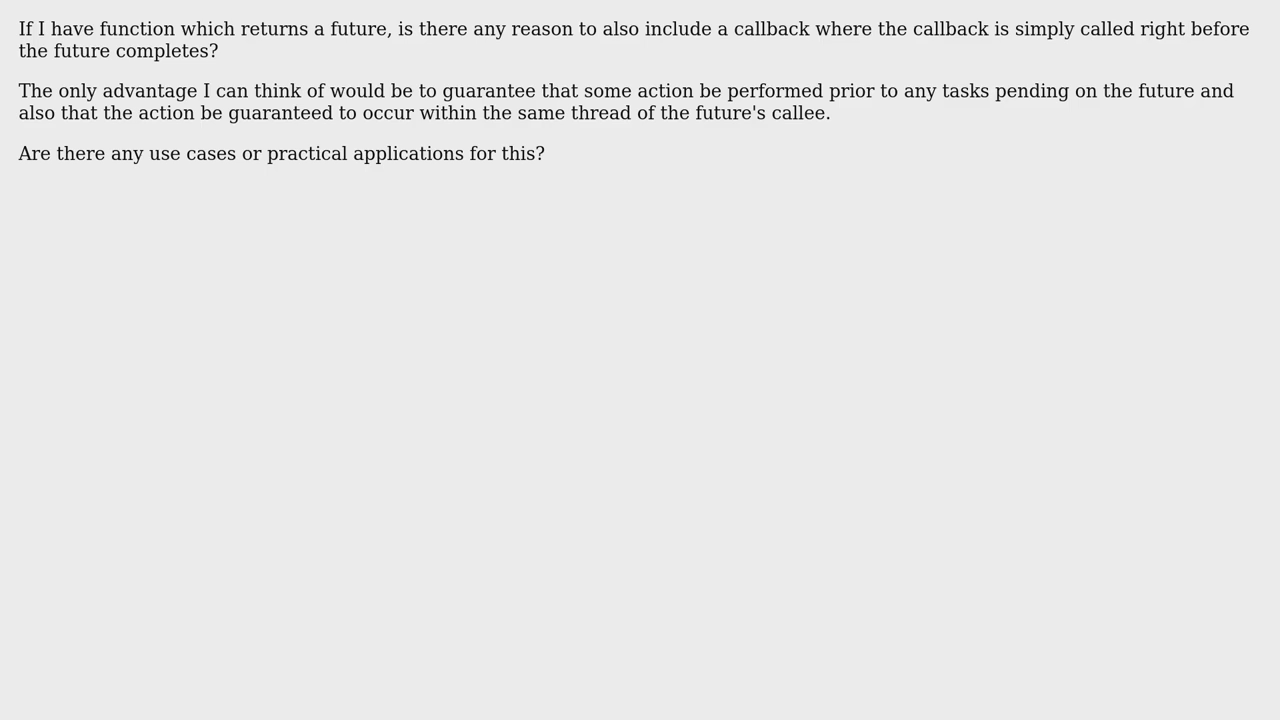 If I have function which returns a future, is there any reason to also include a callback where the callback is simply called right before
the future completes?
The only advantage I can think of would be to guarantee that some action be performed prior to any tasks pending on the future and
also that the action be guaranteed to occur within the same thread of the future's callee.
Are there any use cases or practical applications for this?